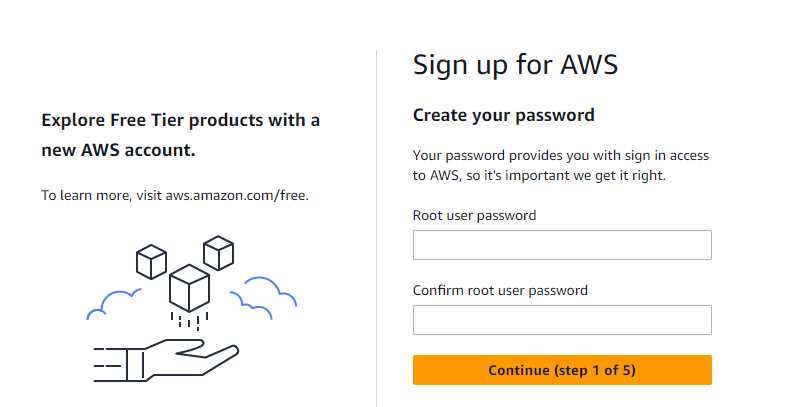 Explore Free Tier products with a
new AWS account.
To learn more, visit aws.amazon.com/free.
Sign up for AWS
Create your password
Your password provides you with sign in access
to AWS, so it's important we get it right.
Root user password
Confirm root user password
Continue (step 1 of 5)